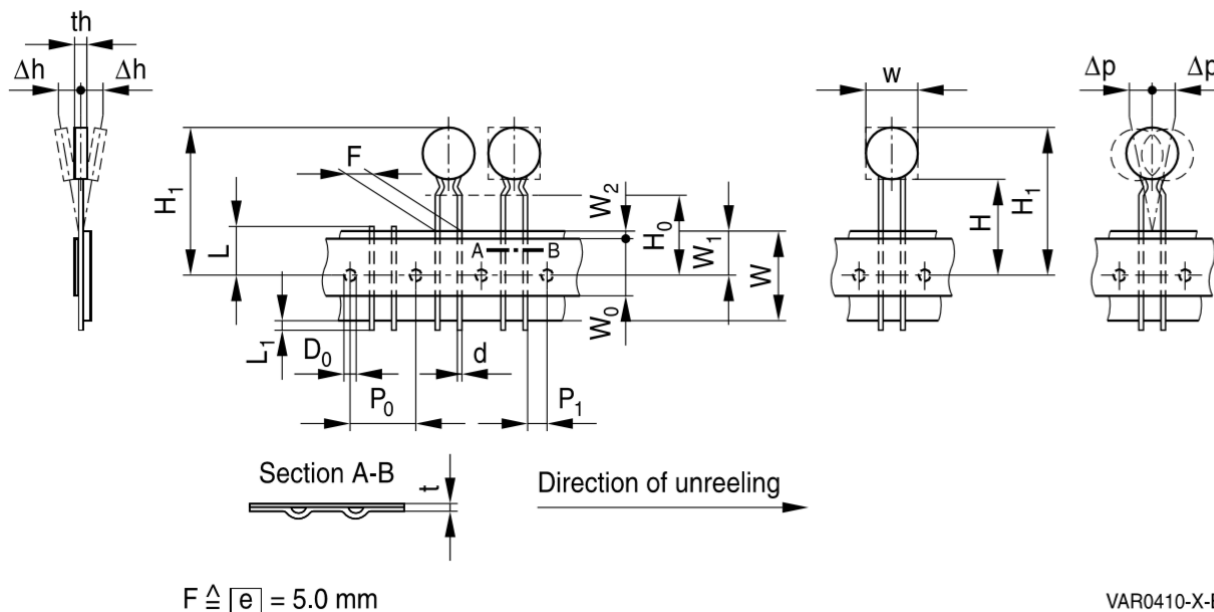 th
Δh Δh
w
Δp Δp
F
H₁
L
W₂
H₀
W₁
W
H
H₁
A B
W₀
L₁
D₀
d
P₀
P₁
Section A-B
t
Direction of unreeling
F ≙ e = 5.0 mm